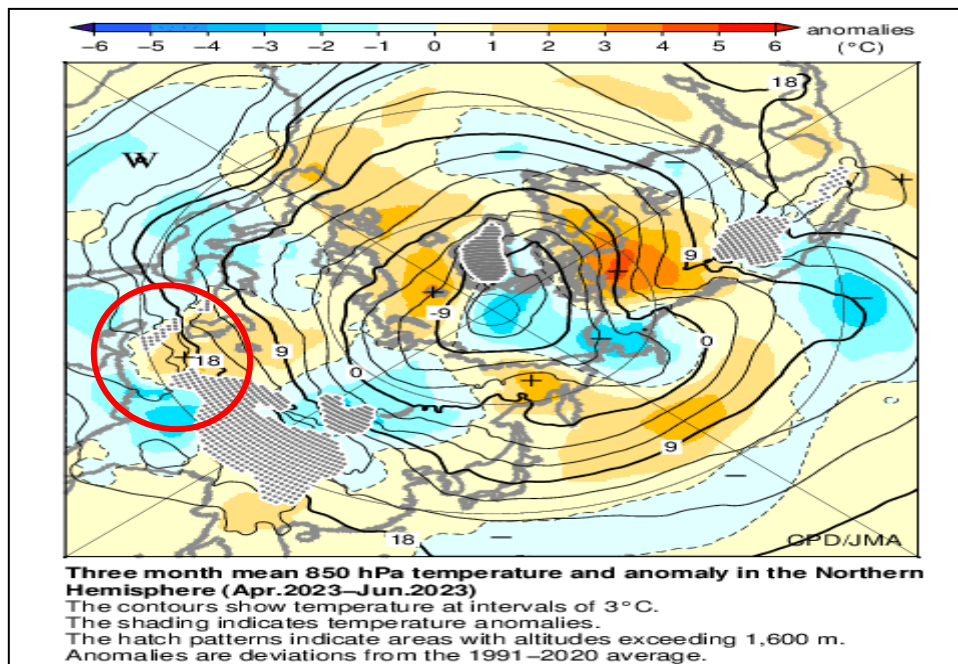 anomalies
−6 −5 −4 −3 −2 −1 0 1 2 3 4 5 6 (°C)
18
W
9
-9
18
9
0
0
9
18
CPD/JMA
Three month mean 850 hPa temperature and anomaly in the Northern
Hemisphere (Apr.2023−Jun.2023)
The contours show temperature at intervals of 3°C.
The shading indicates temperature anomalies.
The hatch patterns indicate areas with altitudes exceeding 1,600 m.
Anomalies are deviations from the 1991−2020 average.